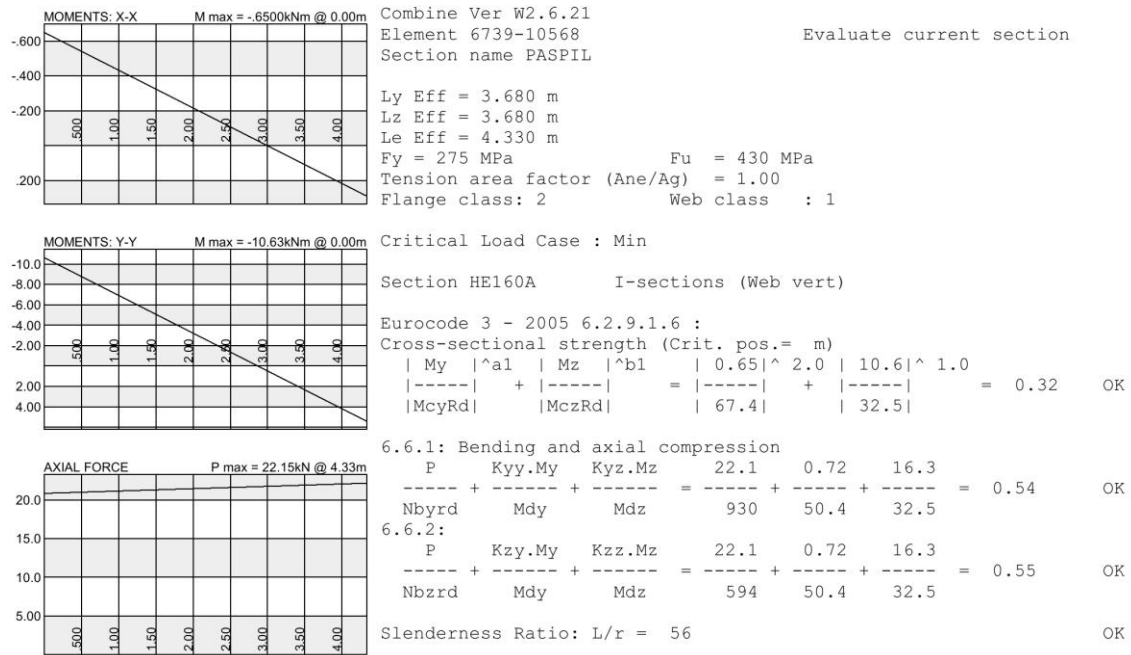 MOMENTS: X-X M max = -.6500kNm @ 0.00m
-.600
-.400
-.200
.500 1.00 1.50 2.00 2.50 3.00 3.50 4.00
.200
MOMENTS: Y-Y M max = -10.63kNm @ 0.00m
-10.0
-8.00
-6.00
-4.00
-2.00
.500 1.00 1.50 2.00 2.50 3.00 3.50 4.00
2.00
4.00
AXIAL FORCE P max = 22.15kN @ 4.33m
20.0
15.0
10.0
5.00
.500 1.00 1.50 2.00 2.50 3.00 3.50 4.00
Combine Ver W2.6.21
Element 6739-10568 Evaluate current section
Section name PASPIL
Ly Eff = 3.680 m
Lz Eff = 3.680 m
Le Eff = 4.330 m
Fy = 275 MPa Fu = 430 MPa
Tension area factor (Ane/Ag) = 1.00
Flange class: 2 Web class : 1
Critical Load Case : Min
Section HE160A I-sections (Web vert)
Eurocode 3 - 2005 6.2.9.1.6 :
Cross-sectional strength (Crit. pos.= m)
| My |^a1 | Mz |^b1 | 0.65|^ 2.0 | 10.6|^ 1.0
|-----| + |-----| = |-----| + |-----| = 0.32 OK
|McyRd| |MczRd| | 67.4| | 32.5|
6.6.1: Bending and axial compression
P Kyy.My Kyz.Mz 22.1 0.72 16.3
----- + ------ + ------ = ----- + ----- + ----- = 0.54 OK
Nbyrd Mdy Mdz 930 50.4 32.5
6.6.2:
P Kzy.My Kzz.Mz 22.1 0.72 16.3
----- + ------ + ------ = ----- + ----- + ----- = 0.55 OK
Nbzrd Mdy Mdz 594 50.4 32.5
Slenderness Ratio: L/r = 56 OK